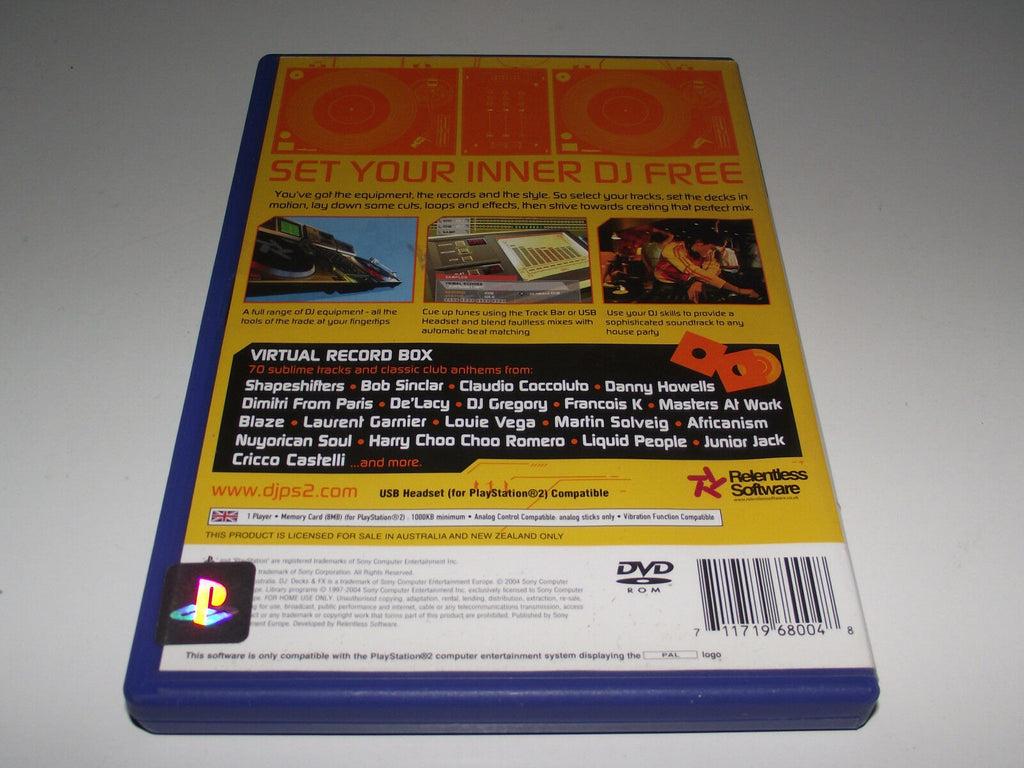 SET YOUR INNER DJ FREE
You've got the equipment, the records and the style. So select your tracks, set the decks in
motion, lay down some cuts, loops and effects, then strive towards creating that perfect mix.
A full range of DJ equipment - all the
tools of the trade at your fingertips
Cue up tunes using the Track Bar or USB
Headset and blend faultless mixes with
automatic beat matching
Use your DJ skills to provide a
sophisticated soundtrack to any
house party
VIRTUAL RECORD BOX
70 sublime tracks and classic club anthems from:
Shapeshifters • Bob Sinclar • Claudio Coccoluto • Danny Howells
Dimitri From Paris • De'Lacy • DJ Gregory • Francois K • Masters At Work
Blaze • Laurent Garnier • Louie Vega • Martin Solveig • Africanism
Nuyorican Soul • Harry Choo Choo Romero • Liquid People • Junior Jack
Cricco Castelli ...and more.
www.djps2.com
USB Headset (for PlayStation®2) Compatible
Relentless
Software
www.relentlesssoftware.co.uk
1 Player • Memory Card (8MB) (for PlayStation®2) : 1000KB minimum • Analog Control Compatible: analog sticks only • Vibration Function Compatible
THIS PRODUCT IS LICENSED FOR SALE IN AUSTRALIA AND NEW ZEALAND ONLY
and "PlayStation" are registered trademarks of Sony Computer Entertainment Inc.
trademark of Sony Corporation. All Rights Reserved.
DJ: Decks & FX is a trademark of Sony Computer Entertainment Europe. © 2004 Sony Computer
Library programs © 1997-2004 Sony Computer Entertainment Inc. exclusively licensed to Sony Computer
FOR HOME USE ONLY. Unauthorised copying, adaptation, rental, lending, distribution, extraction, re-sale,
for use, broadcast, public performance and internet, cable or any telecommunications transmission, access
or any trademark or copyright work that forms part of this product are prohibited. Published by Sony
Europe. Developed by Relentless Software.
DVD
ROM
7 11719 68004 8
This software is only compatible with the PlayStation®2 computer entertainment system displaying the PAL logo